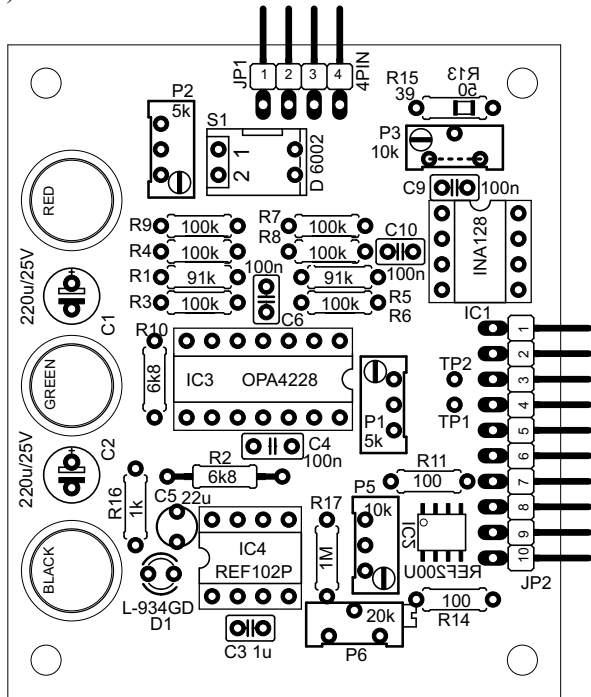 )
JP1
1 2 3 4
4PIN
R15
39
R13
50
P2
5k
S1
1
2
D 6002
P3
10k
C9
100n
RED
R9
100k
R7
R4
100k
R8
100k
100k
C10
100n
INA128
R1
91k
100n
91k
R3
100k
100k
R5
R6
C6
IC1
220u/25V
+
C1
R10
6k8
IC3
OPA4228
P1
5k
TP2
TP1
GREEN
1
2
3
4
5
6
7
8
9
10
JP2
220u/25V
+
C2
C4
100n
R2
6k8
R11
100
R16
1k
C5
22u
R17
1M
P5
10k
IC2
REF200U
IC4
REF102P
BLACK
L-934GD
D1
C3 1u
20k
P6
100
R14